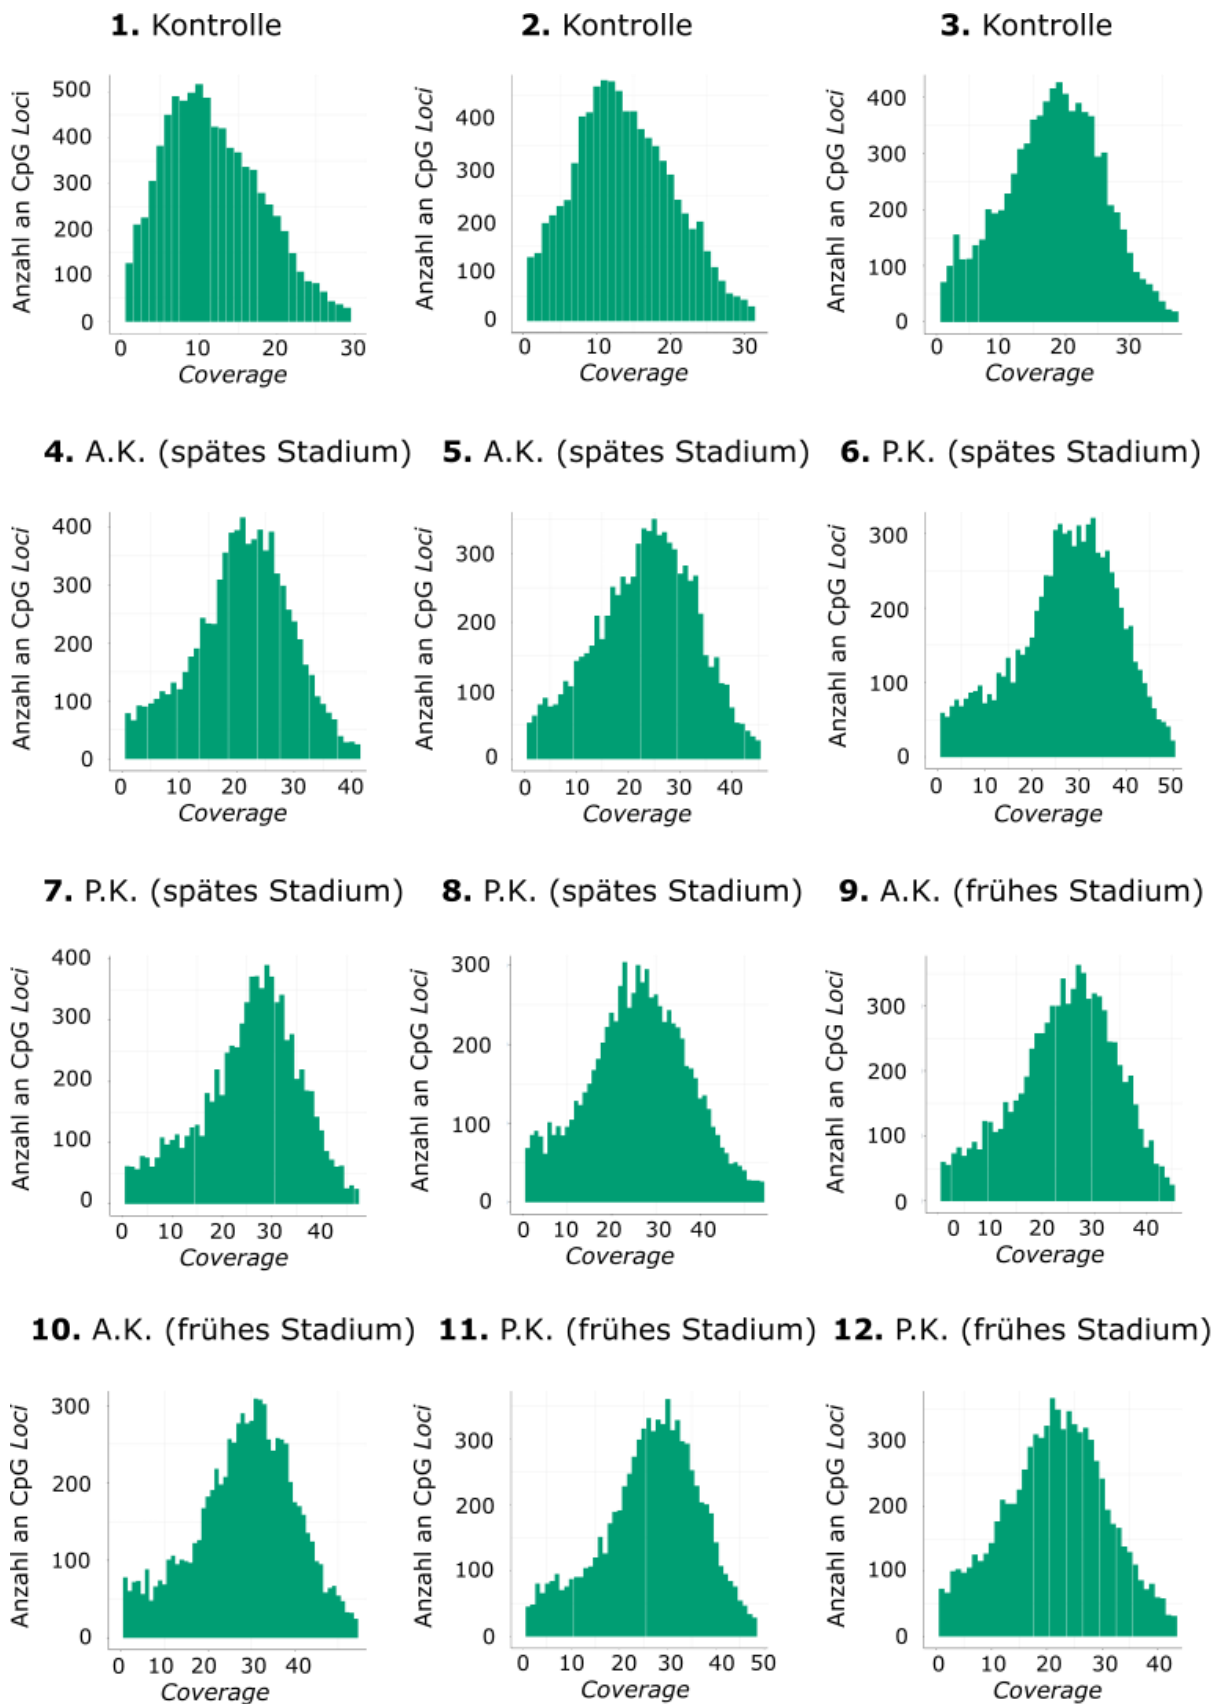 1. Kontrolle
2. Kontrolle
3. Kontrolle
Anzahl an CpG Loci
500
400
300
200
100
0
0 10 20 30
Coverage
Anzahl an CpG Loci
400
300
200
100
0
0 10 20 30
Coverage
Anzahl an CpG Loci
400
300
200
100
0
0 10 20 30
Coverage
4. A.K. (spätes Stadium)
5. A.K. (spätes Stadium)
6. P.K. (spätes Stadium)
Anzahl an CpG Loci
400
300
200
100
0
0 10 20 30 40
Coverage
Anzahl an CpG Loci
300
200
100
0
0 10 20 30 40
Coverage
Anzahl an CpG Loci
300
200
100
0
0 10 20 30 40 50
Coverage
7. P.K. (spätes Stadium)
8. P.K. (spätes Stadium)
9. A.K. (frühes Stadium)
Anzahl an CpG Loci
400
300
200
100
0
0 10 20 30 40
Coverage
Anzahl an CpG Loci
300
200
100
0
0 10 20 30 40
Coverage
Anzahl an CpG Loci
300
200
100
0
0 10 20 30 40
Coverage
10. A.K. (frühes Stadium)
11. P.K. (frühes Stadium)
12. P.K. (frühes Stadium)
Anzahl an CpG Loci
300
200
100
0
0 10 20 30 40
Coverage
Anzahl an CpG Loci
300
200
100
0
0 10 20 30 40 50
Coverage
Anzahl an CpG Loci
300
200
100
0
0 10 20 30 40
Coverage